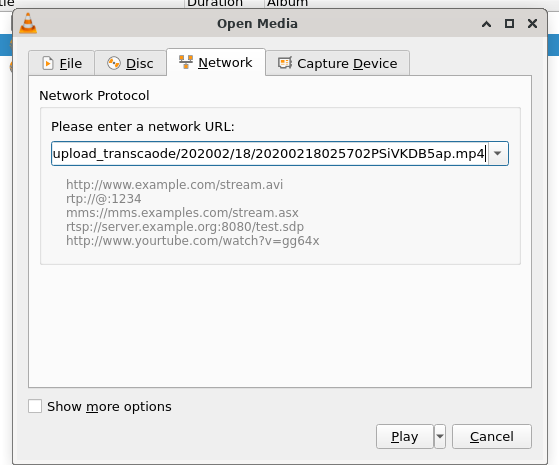 Duration
Album
Open Media
File
Disc
Network
Capture Device
Network Protocol
Please enter a network URL:
upload_transcaode/202002/18/20200218025702PSiVKDB5ap.mp4
http://www.example.com/stream.avi
rtp://@:1234
mms://mms.examples.com/stream.asx
rtsp://server.example.org:8080/test.sdp
http://www.yourtube.com/watch?v=gg64x
Show more options
Play
Cancel